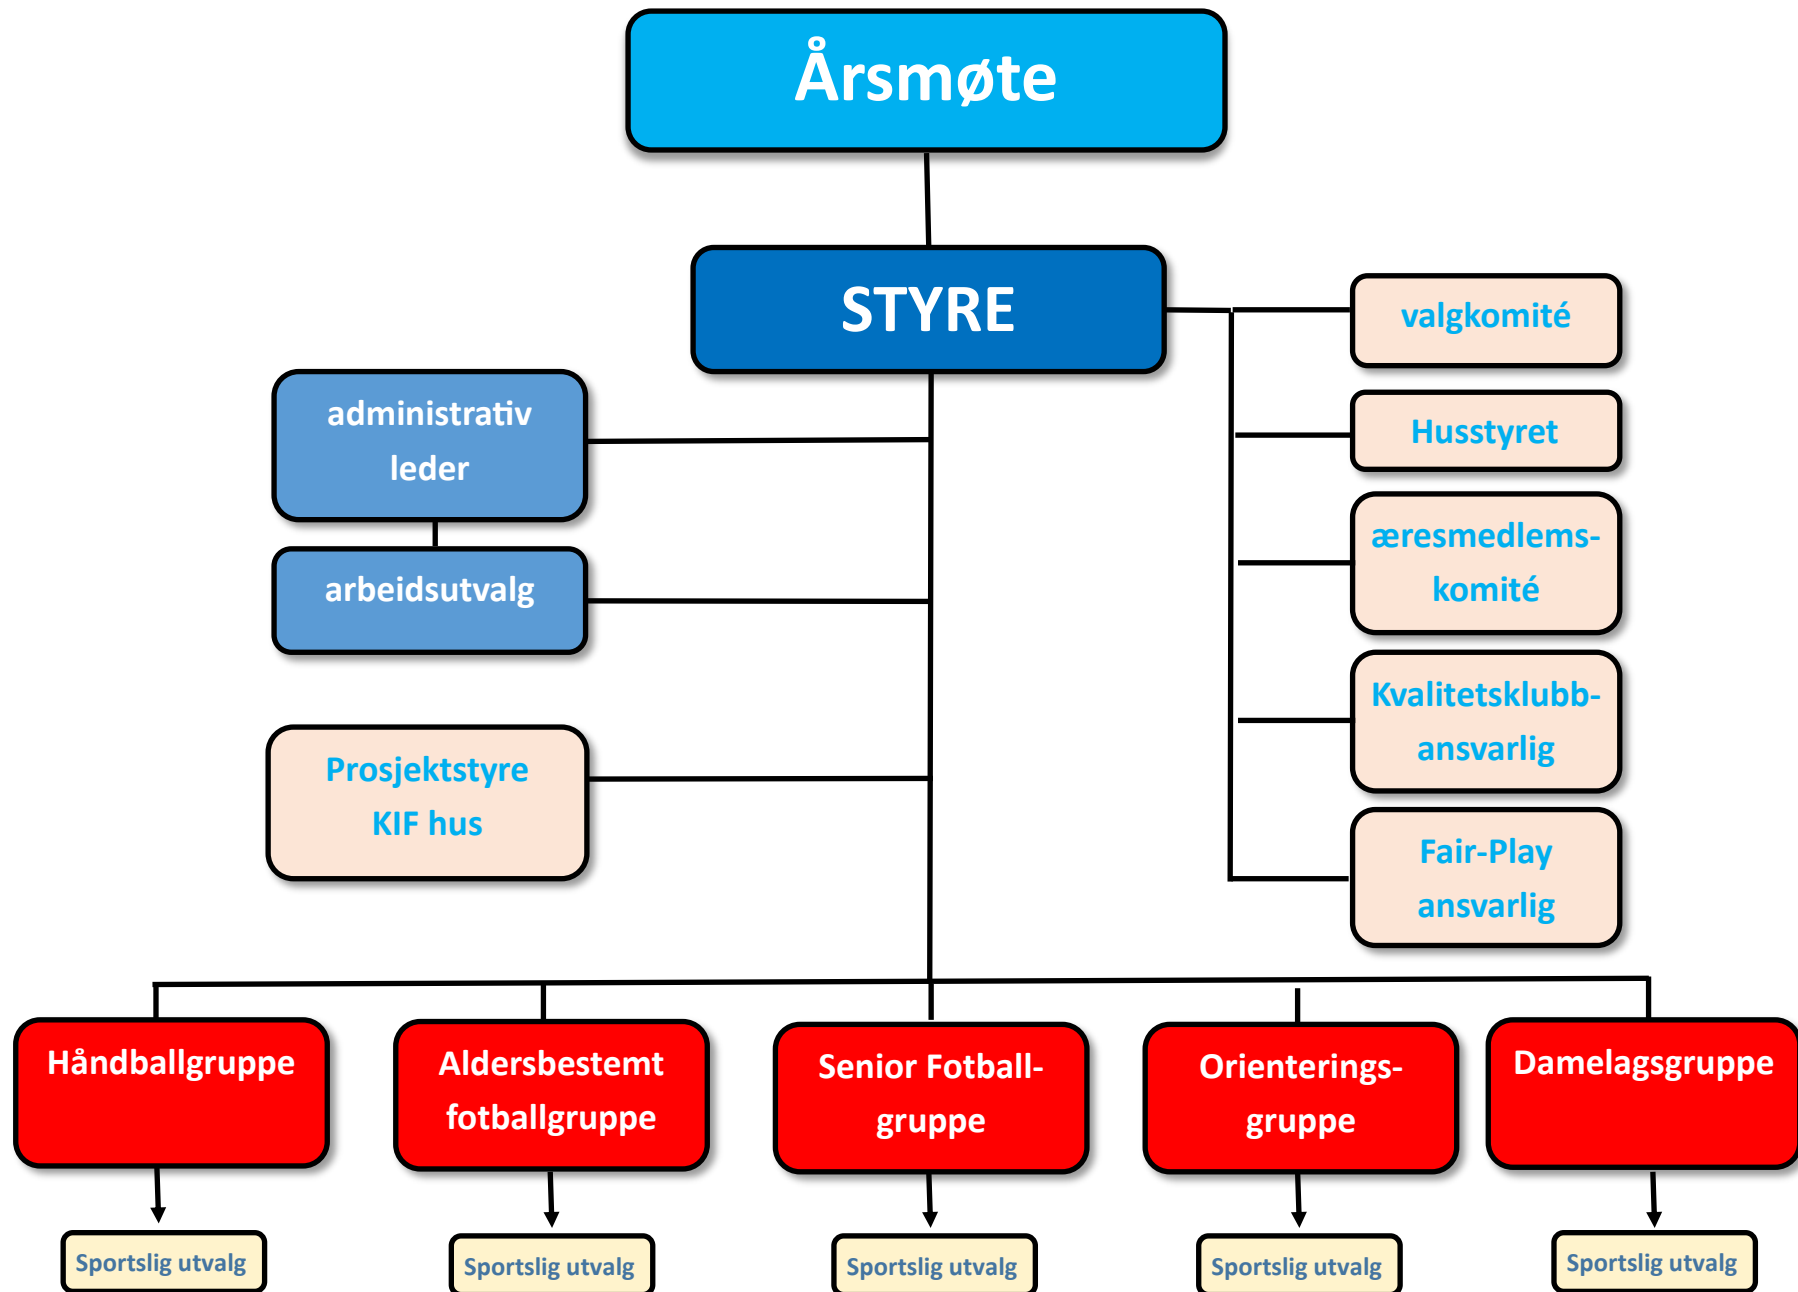 Årsmøte
STYRE
valgkomité
Husstyret
æresmedlems-
komité
Kvalitetsklubb-
ansvarlig
Fair-Play
ansvarlig
administrativ
leder
arbeidsutvalg
Prosjektstyre
KIF hus
Håndballgruppe
Aldersbestemt
fotballgruppe
Senior Fotball-
gruppe
Orienterings-
gruppe
Damelagsgruppe
Sportslig utvalg
Sportslig utvalg
Sportslig utvalg
Sportslig utvalg
Sportslig utvalg